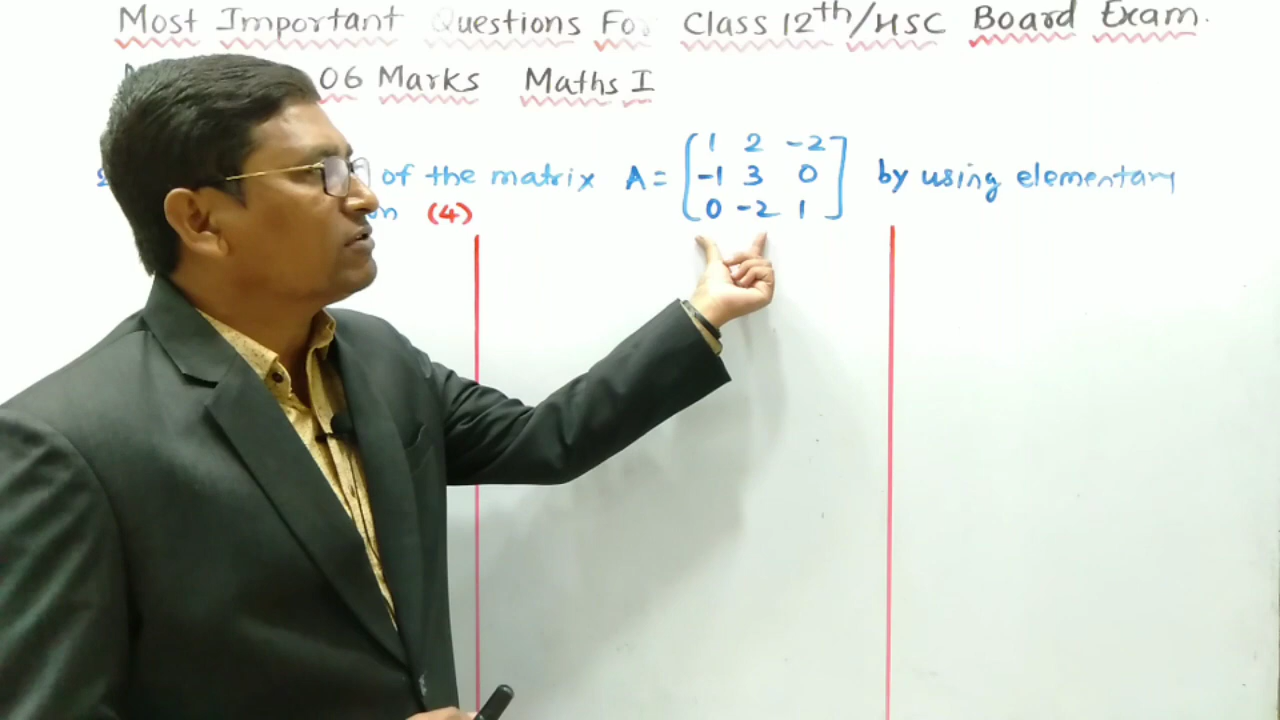 Most Important Questions For Class 12th/HSC Board Exam.
06 Marks Maths I
of the matrix A = [ 1 2 -2 by using elementary
-1 3 0
0 -2 1 ]
(4)